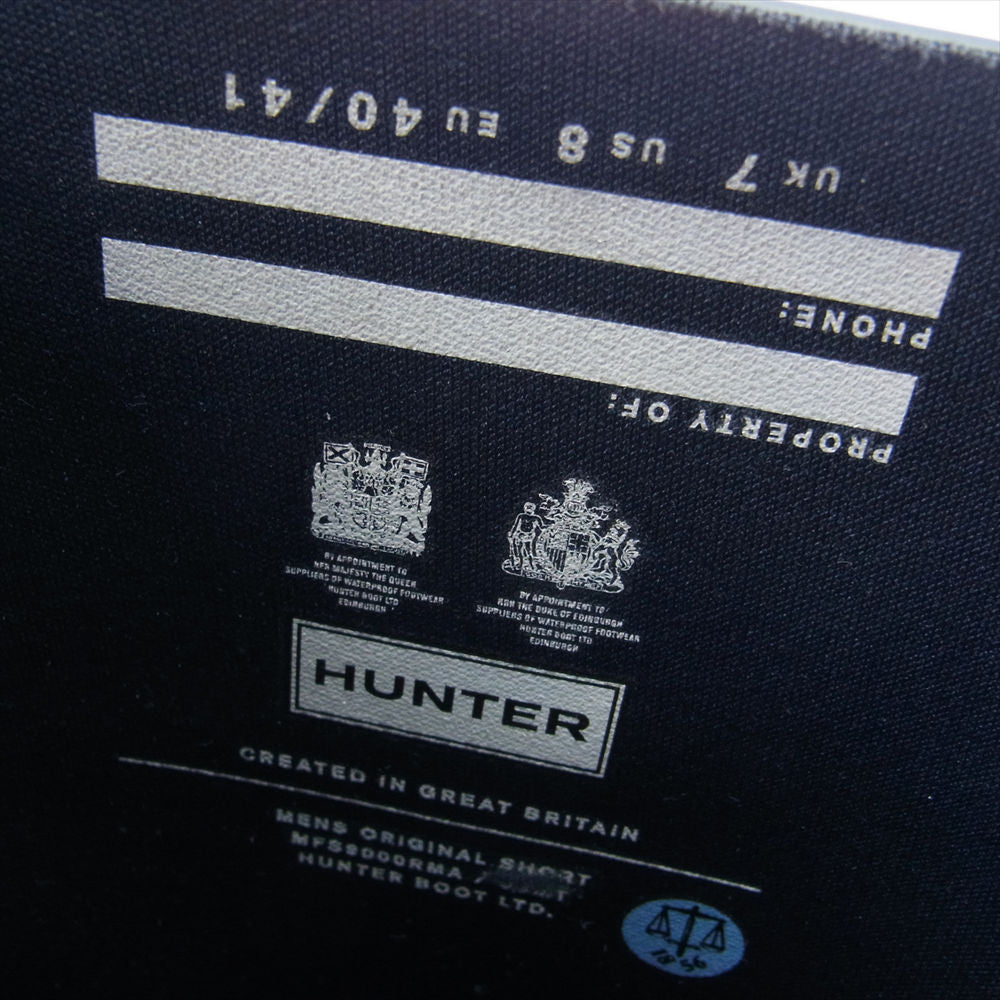 UK 7 US 8 EU 40/41
PHONE:
PROPERTY OF:
BY APPOINTMENT TO
HER MAJESTY THE QUEEN
SUPPLIERS OF WATERPROOF FOOTWEAR
HUNTER BOOT LTD
EDINBURGH
BY APPOINTMENT TO
HRH THE DUKE OF EDINBURGH
SUPPLIERS OF WATERPROOF FOOTWEAR
HUNTER BOOT LTD
EDINBURGH
HUNTER
CREATED IN GREAT BRITAIN
MENS ORIGINAL SHORT
MFS9000RMA
HUNTER BOOT LTD.
1856